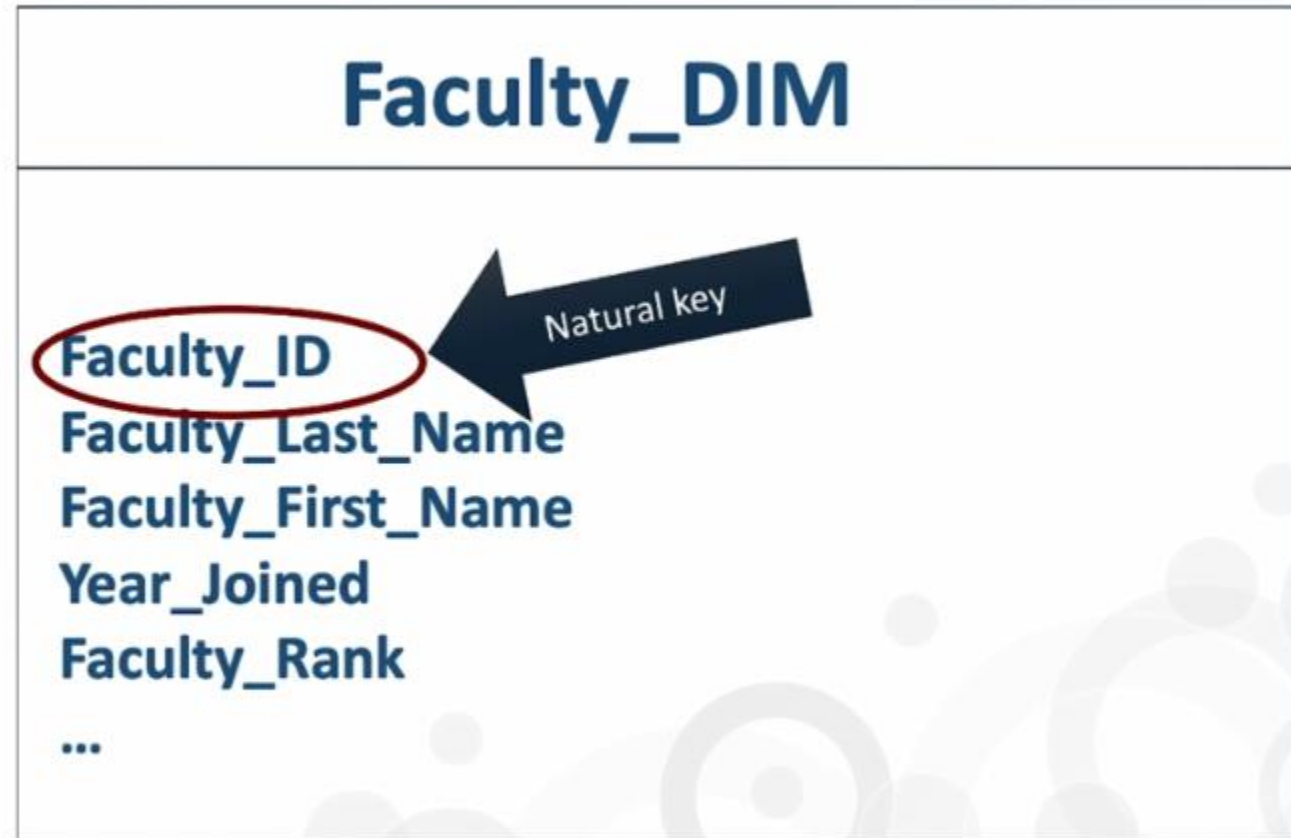 Faculty_DIM
Natural key
Faculty_ID
Faculty_Last_Name
Faculty_First_Name
Year_Joined
Faculty_Rank
...